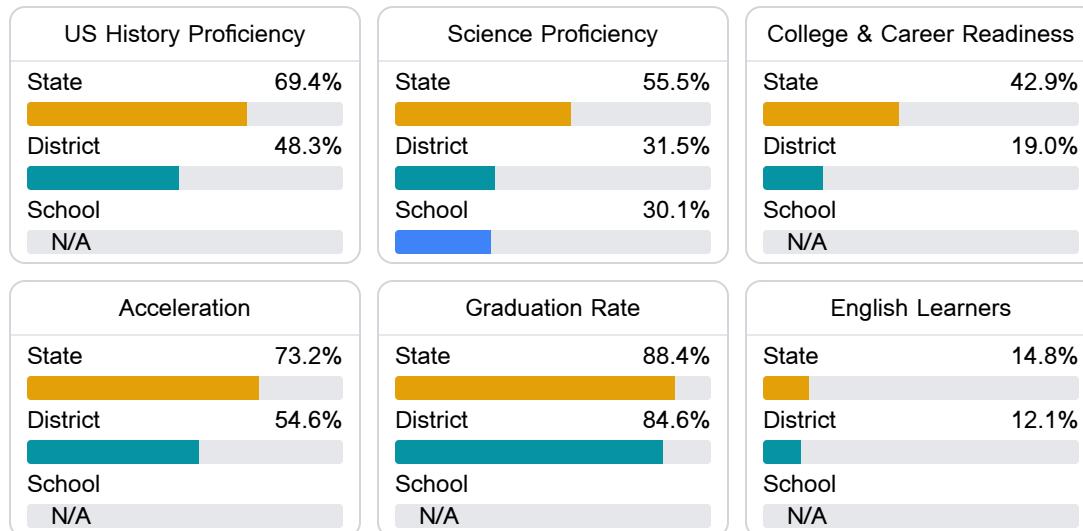 US History Proficiency
State 69.4%
District 48.3%
School
N/A
Science Proficiency
State 55.5%
District 31.5%
School 30.1%
College & Career Readiness
State 42.9%
District 19.0%
School
N/A
Acceleration
State 73.2%
District 54.6%
School
N/A
Graduation Rate
State 88.4%
District 84.6%
School
N/A
English Learners
State 14.8%
District 12.1%
School
N/A